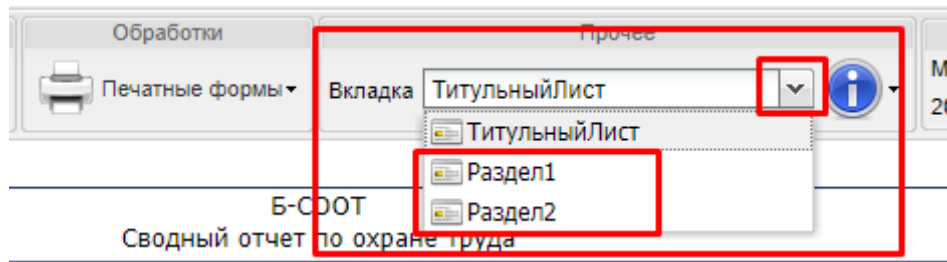 Обработки
Прочее
Печатные формы
Вкладка ТитульныйЛист
ТитульныйЛист
Раздел1
Раздел2
Б-СООТ
Сводный отчет по охране труда